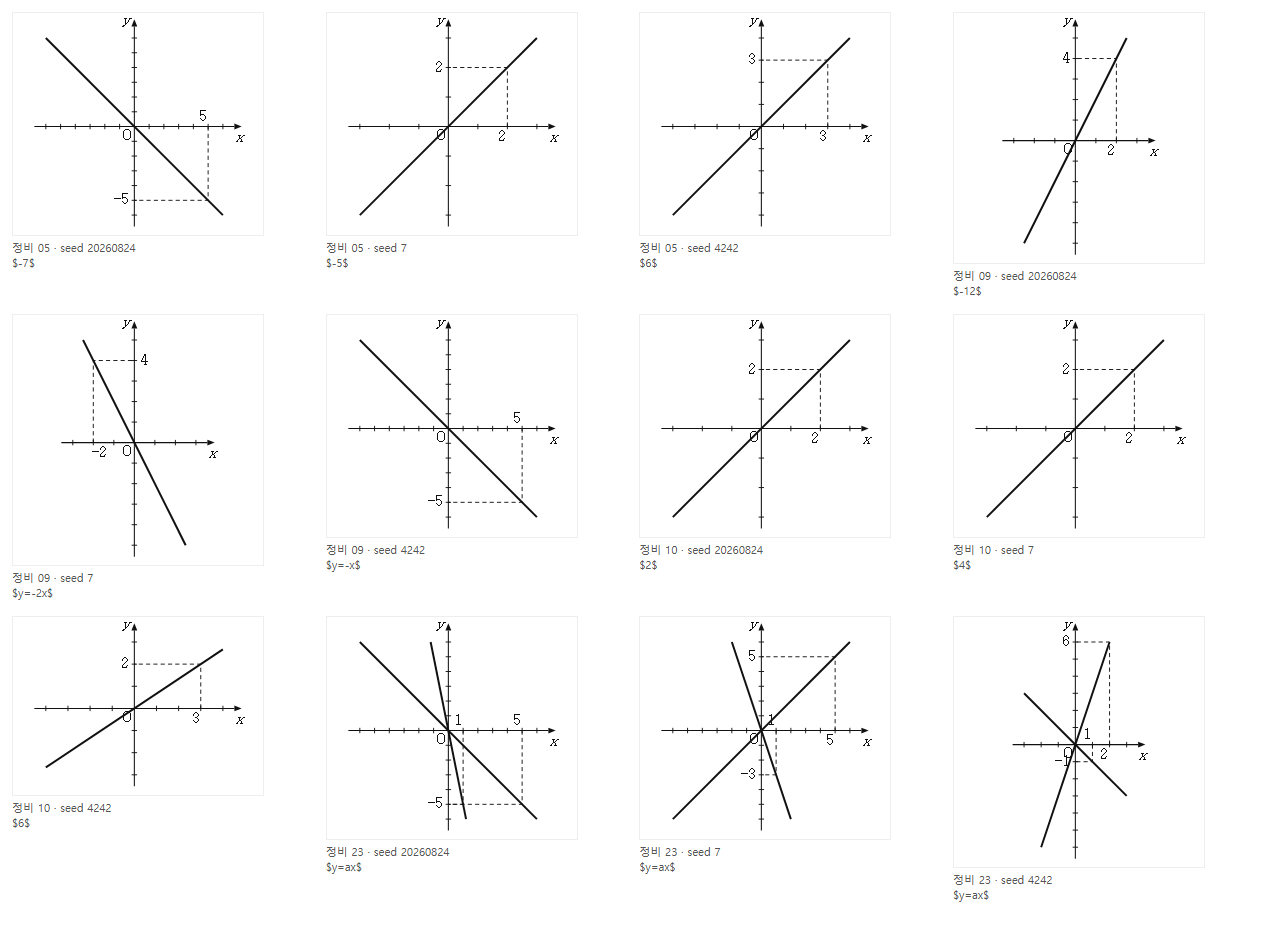 y
5
O
x
−5
정비 05 · seed 20260824
$-7$
y
2
O
2
x
정비 05 · seed 7
$-5$
y
3
O
3
x
정비 05 · seed 4242
$6$
y
4
O
2
x
정비 09 · seed 20260824
$-12$
y
4
−2
O
x
정비 09 · seed 7
$y=-2x$
y
5
O
x
−5
정비 09 · seed 4242
$y=-x$
y
2
O
2
x
정비 10 · seed 20260824
$2$
y
2
O
2
x
정비 10 · seed 7
$4$
y
2
O
3
x
정비 10 · seed 4242
$6$
y
1
5
O
x
−5
정비 23 · seed 20260824
$y=ax$
y
5
1
O
5
x
−3
정비 23 · seed 7
$y=ax$
y
6
1
O
2
x
−1
정비 23 · seed 4242
$y=ax$